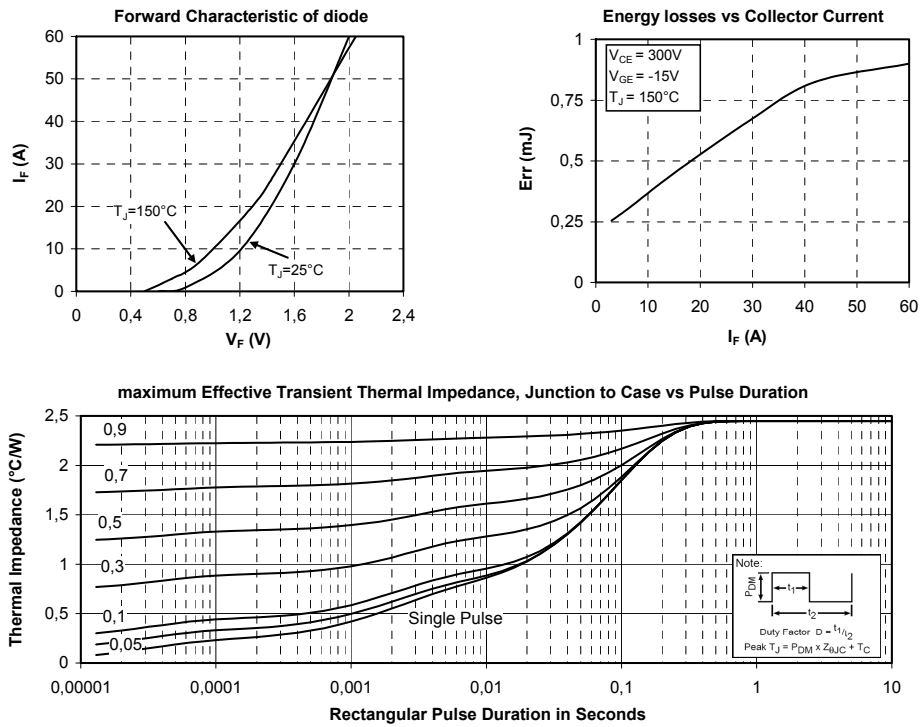 Forward Characteristic of diode
60
50
40
30
20
10
0
I_F (A)
T_J=150°C
T_J=25°C
0 0,4 0,8 1,2 1,6 2 2,4
V_F (V)
Energy losses vs Collector Current
V_CE = 300V
V_GE = -15V
T_J = 150°C
1
0,75
0,5
0,25
0
Err (mJ)
0 10 20 30 40 50 60
I_F (A)
maximum Effective Transient Thermal Impedance, Junction to Case vs Pulse Duration
2,5
2
1,5
1
0,5
0
Thermal Impedance (°C/W)
0,9
0,7
0,5
0,3
0,1
0,05
Single Pulse
Note:
P_DM
t_1
t_2
Duty Factor D = t1/t2
Peak T_J = P_DM x Z_θJC + T_C
0,00001 0,0001 0,001 0,01 0,1 1 10
Rectangular Pulse Duration in Seconds